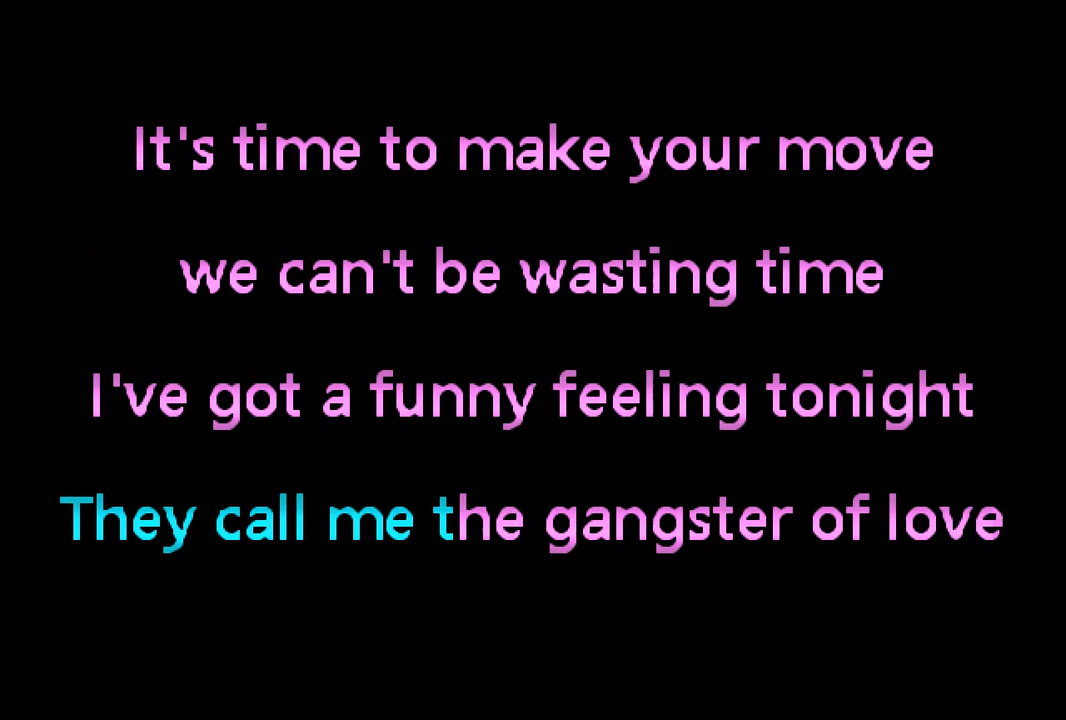 It's time to make your move
we can't be wasting time
I've got a funny feeling tonight
They call me the gangster of love